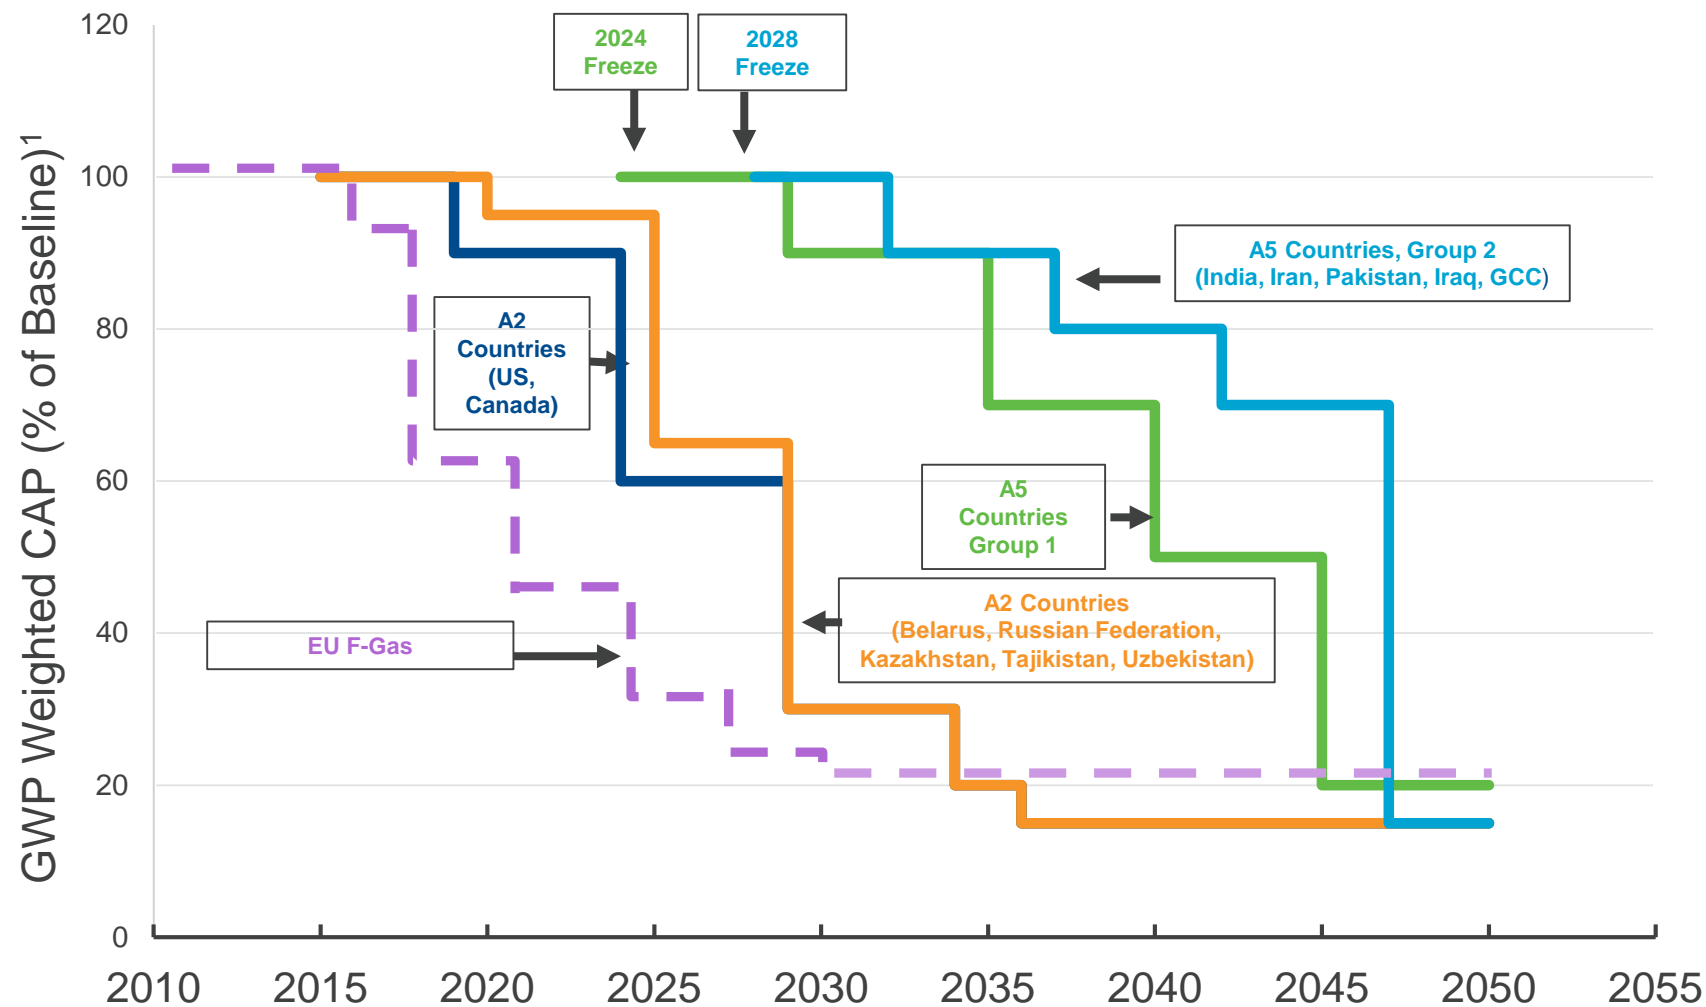 GWP Weighted CAP (% of Baseline)¹
120
100
80
60
40
20
0
2010 2015 2020 2025 2030 2035 2040 2045 2050 2055
2024
Freeze
2028
Freeze
A5 Countries, Group 2
(India, Iran, Pakistan, Iraq, GCC)
A2
Countries
(US,
Canada)
A5
Countries
Group 1
A2 Countries
(Belarus, Russian Federation,
Kazakhstan, Tajikistan, Uzbekistan)
EU F-Gas